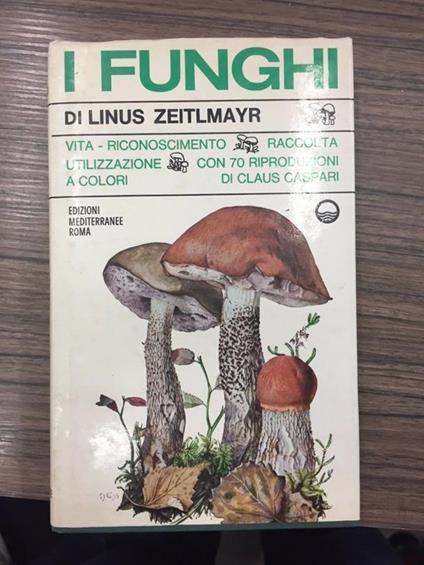 I FUNGHI
DI LINUS ZEITLMAYR
VITA - RICONOSCIMENTO RACCOLTA
UTILIZZAZIONE CON 70 RIPRODUZIONI
A COLORI DI CLAUS CASPARI
EDIZIONI
MEDITERRANEE
ROMA